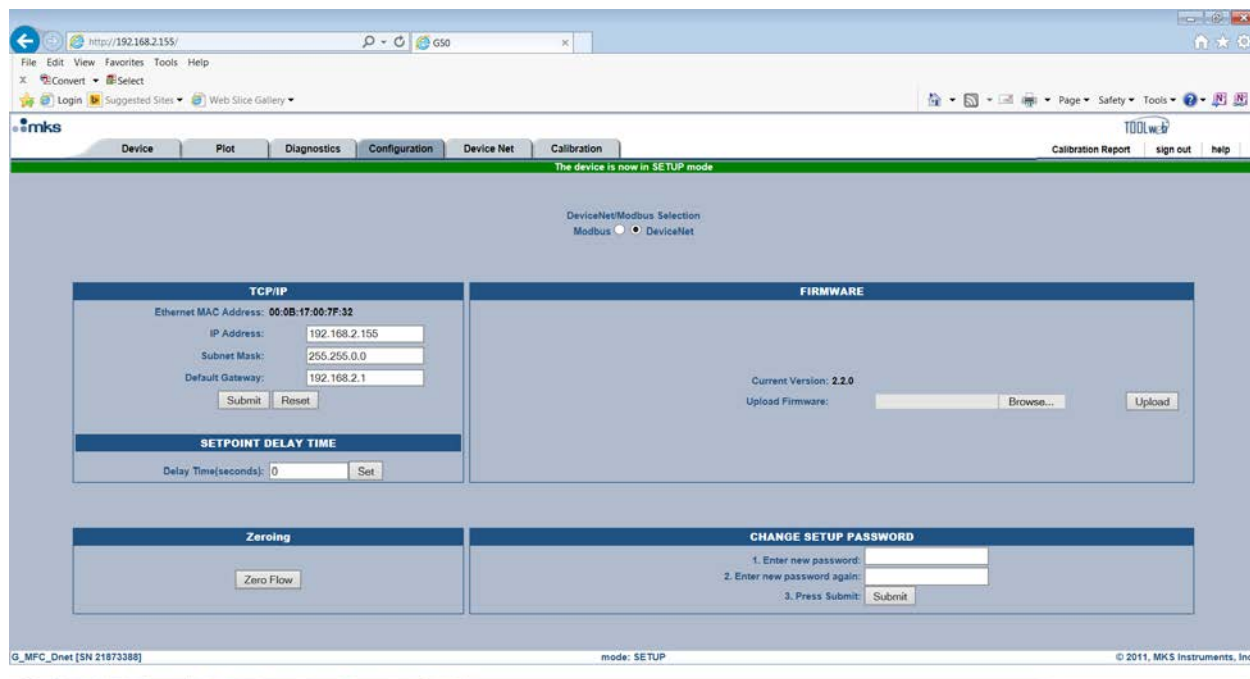 http://192.168.2.155/ G50
File Edit View Favorites Tools Help
x Convert Select
Login Suggested Sites Web Slice Gallery Page Safety Tools
mks TOOLweb
Device Plot Diagnostics Configuration Device Net Calibration Calibration Report sign out help
The device is now in SETUP mode
DeviceNet/Modbus Selection
Modbus DeviceNet
TCP/IP
Ethernet MAC Address: 00:0B:17:00:7F:32
IP Address: 192.168.2.155
Subnet Mask: 255.255.0.0
Default Gateway: 192.168.2.1
Submit Reset
SETPOINT DELAY TIME
Delay Time(seconds): 0 Set
FIRMWARE
Current Version: 2.2.0
Upload Firmware: Browse... Upload
Zeroing
Zero Flow
CHANGE SETUP PASSWORD
1. Enter new password:
2. Enter new password again:
3. Press Submit: Submit
G_MFC_Dnet [SN 21873388] mode: SETUP © 2011, MKS Instruments, Inc